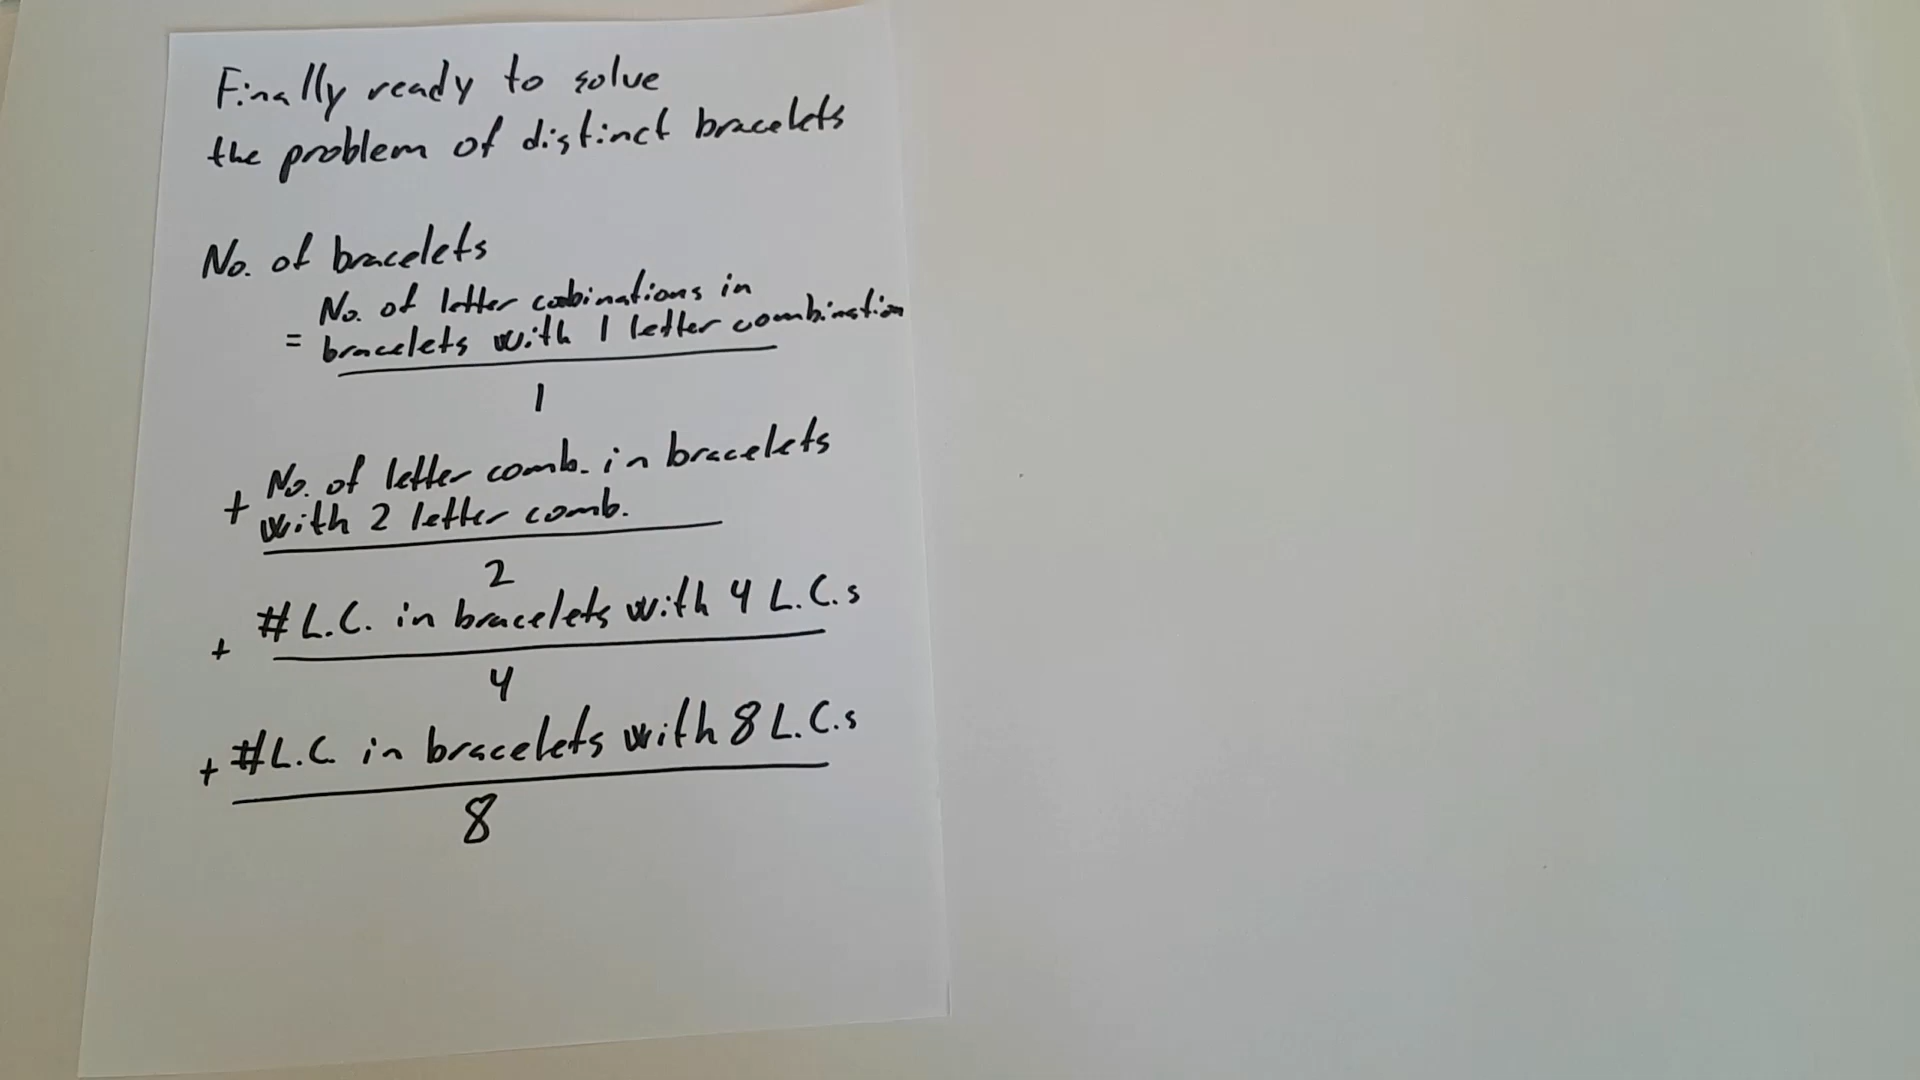 Finally ready to solve
the problem of distinct bracelets
No. of bracelets
No. of letter cobinations in
= bracelets with 1 letter combination
1
No. of letter comb. in bracelets
+ with 2 letter comb.
2
# L.C. in bracelets with 4 L.C.s
+
4
+ #L.C. in bracelets with 8 L.C.s
8